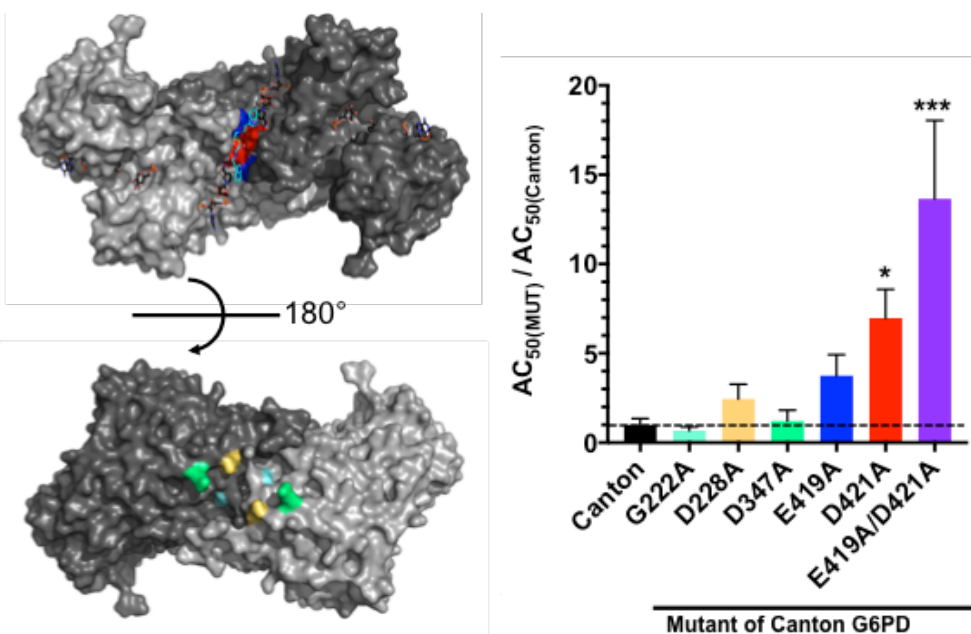 180°
AC50(MUT) / AC50(Canton)
20
15
10
5
0
***
*
Canton
G222A
D228A
D347A
E419A
D421A
E419A/D421A
Mutant of Canton G6PD